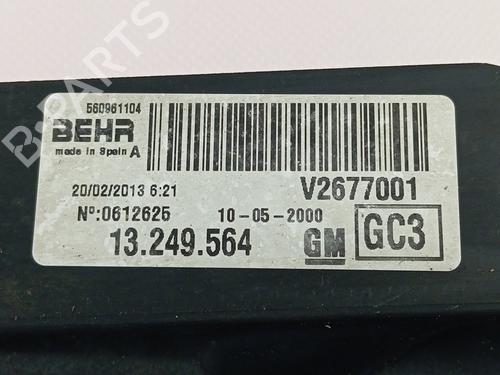 560961104
BEHR
made in Spain A
20/02/2013 6:21
V2677001
Nº:0612625
10-05-2000
13.249.564
GM
GC3
B-PARTS